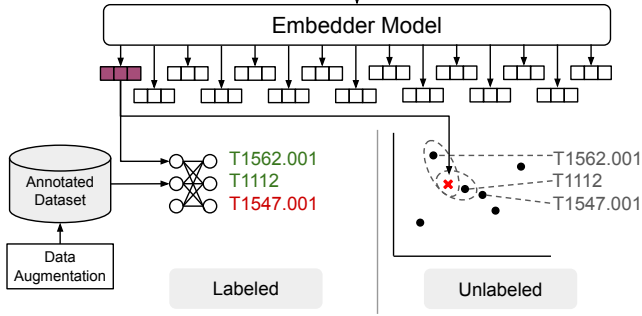 Embedder Model
T1562.001
T1112
T1547.001
T1562.001
T1112
T1547.001
Annotated
Dataset
Data
Augmentation
Labeled
Unlabeled